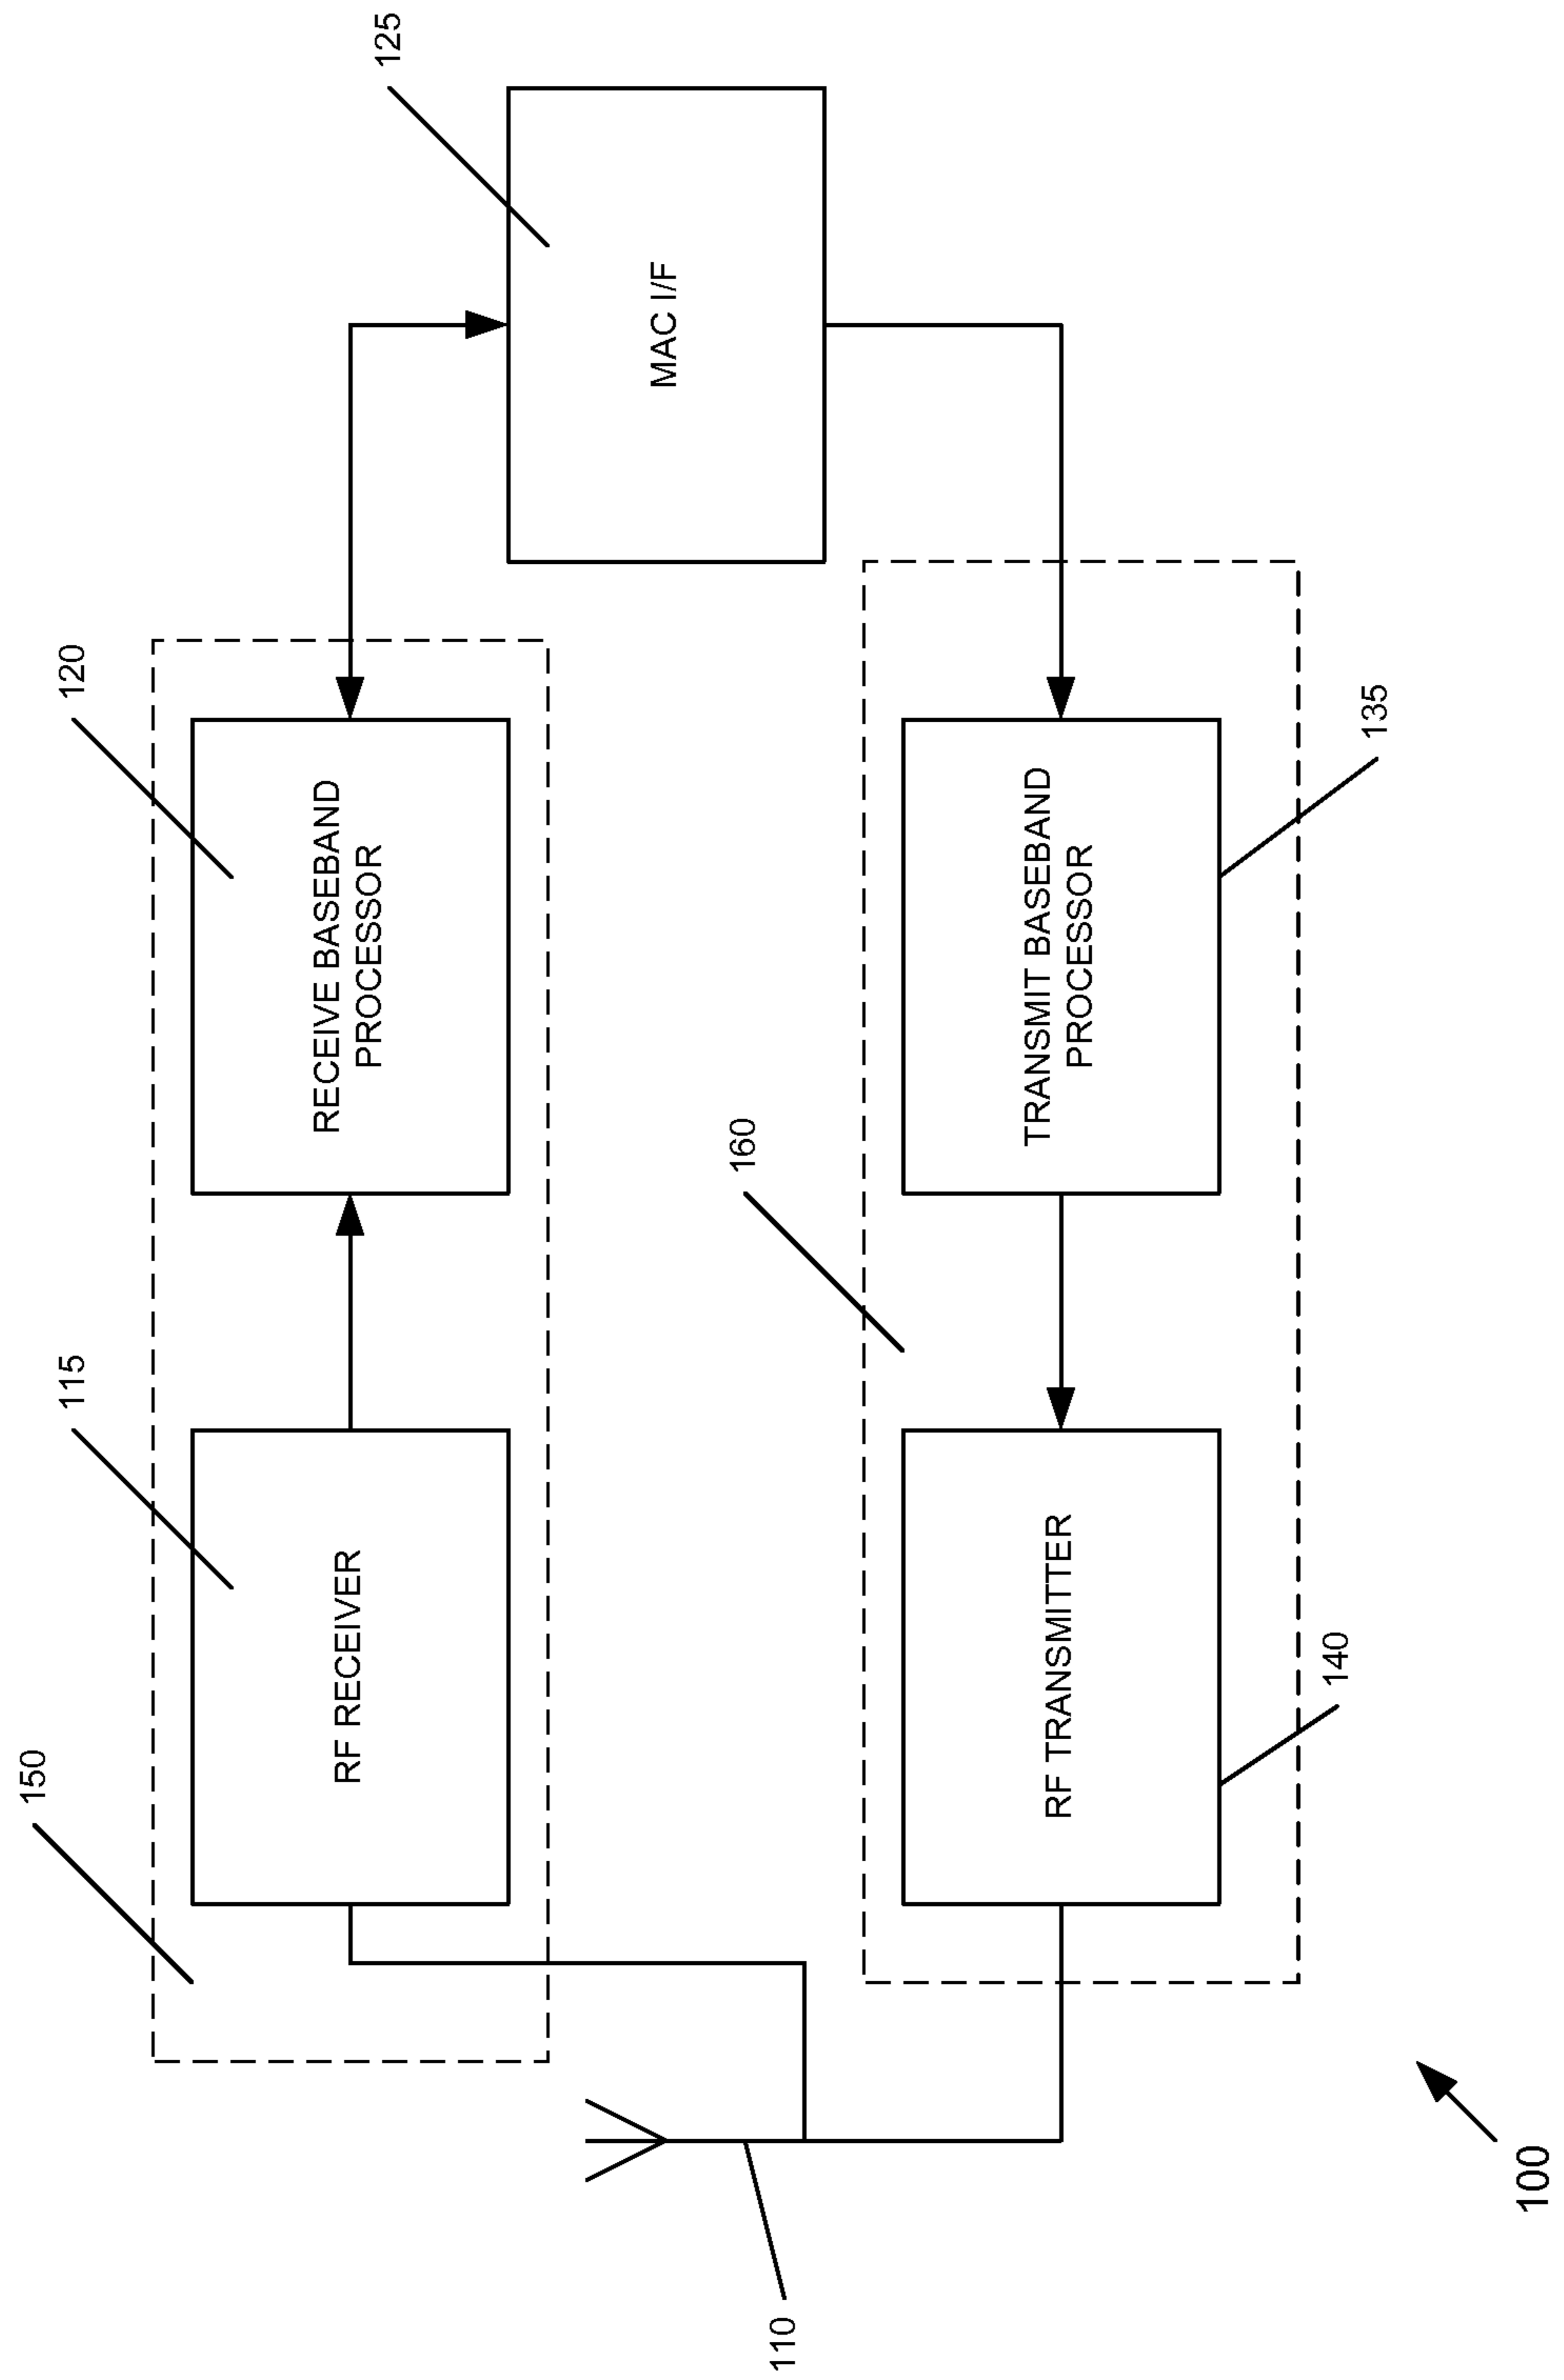 150
115
120
125
RF RECEIVER
RECEIVE BASEBAND
PROCESSOR
MAC I/F
110
160
RF TRANSMITTER
TRANSMIT BASEBAND
PROCESSOR
140
135
100